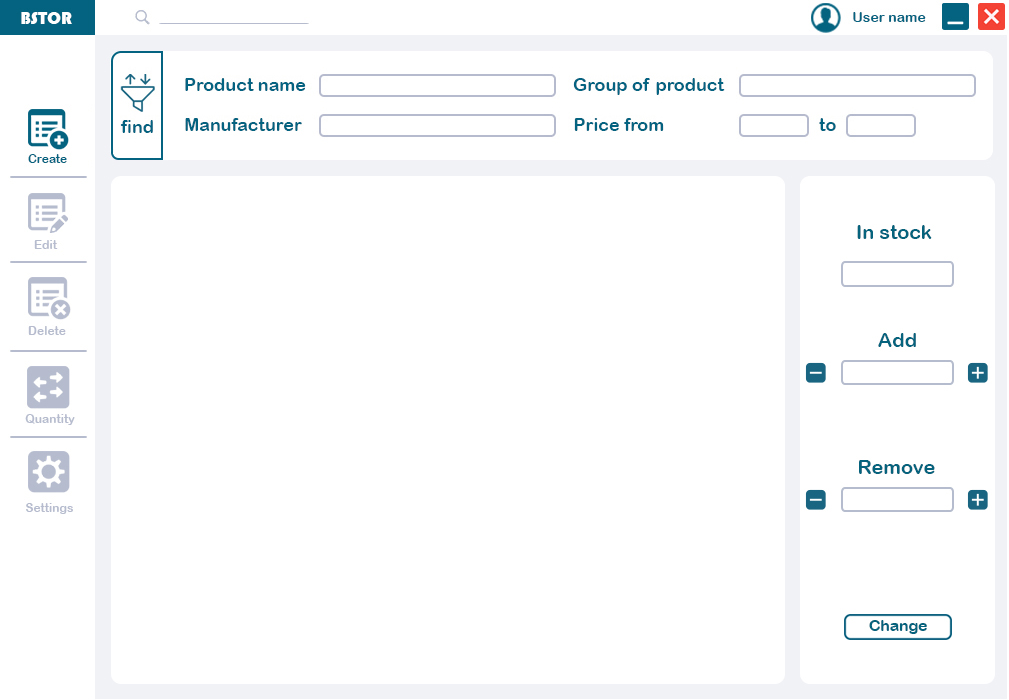 BSTOR
User name
find
Product name
Group of product
Manufacturer
Price from
to
Create
Edit
Delete
Quantity
Settings
In stock
Add
Remove
Change